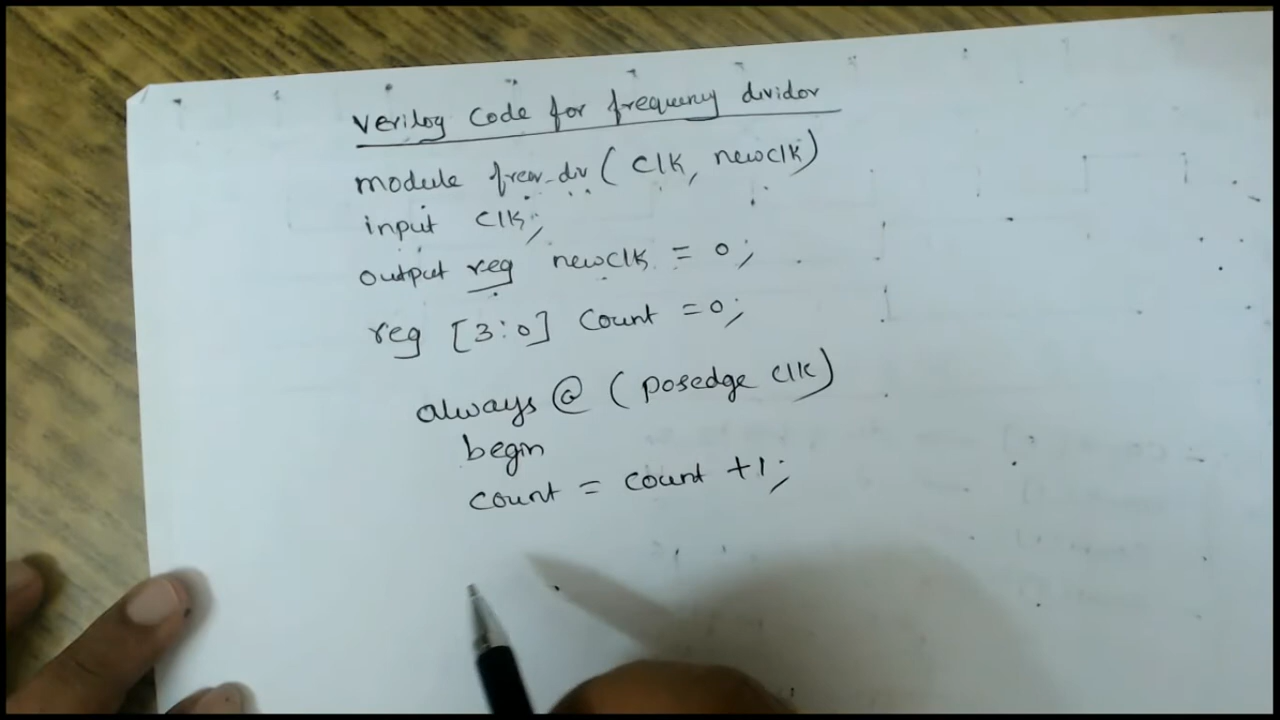 Verilog Code for frequency dividor
module freq_div ( clk, newclk)
input clk;
output reg newclk = 0;
reg [3:0] Count = 0;
always @ ( posedge clk)
begin
count = count +1;